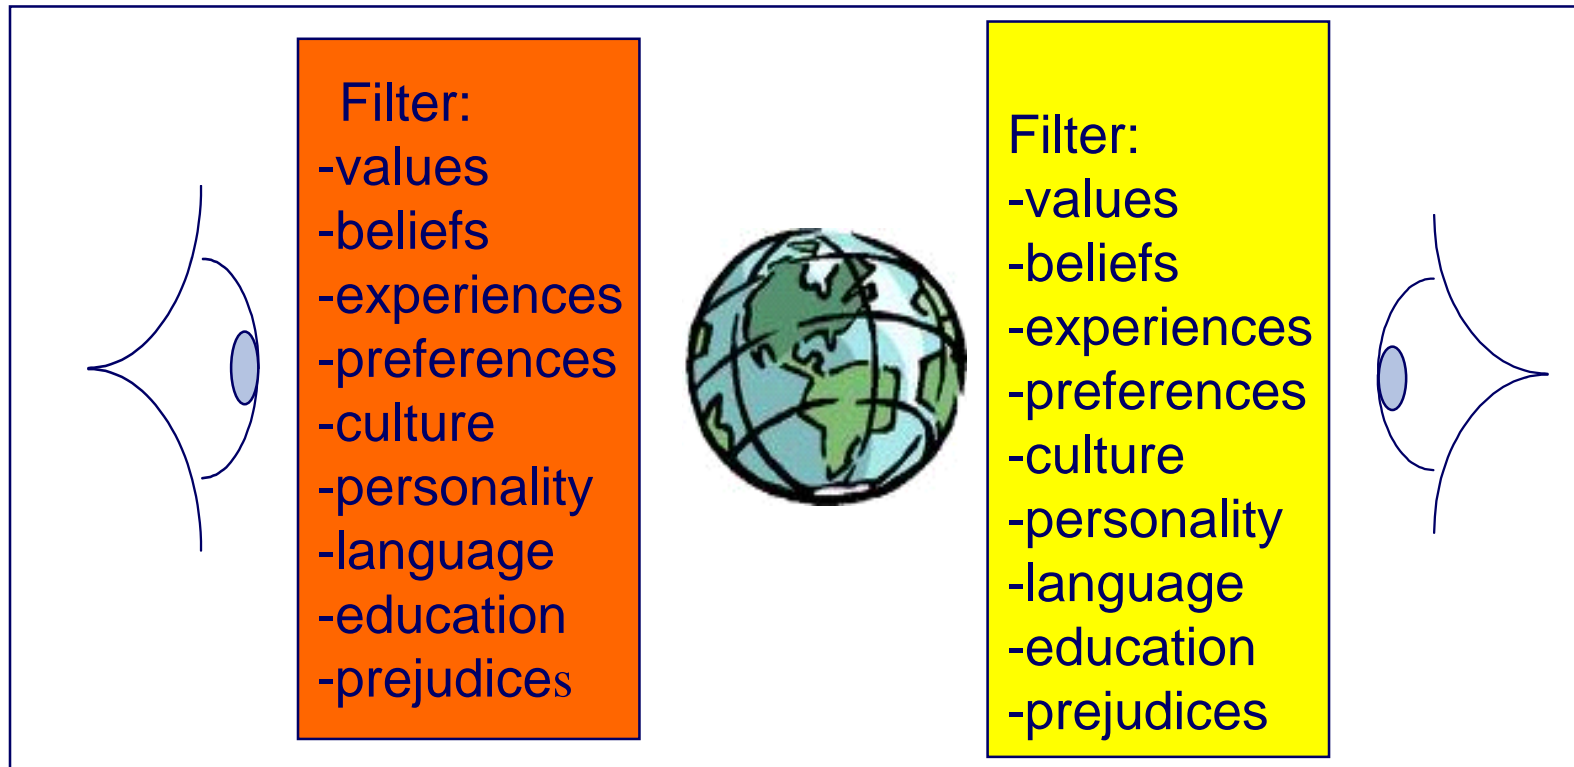 Filter:
-values
-beliefs
-experiences
-preferences
-culture
-personality
-language
-education
-prejudices
Filter:
-values
-beliefs
-experiences
-preferences
-culture
-personality
-language
-education
-prejudices